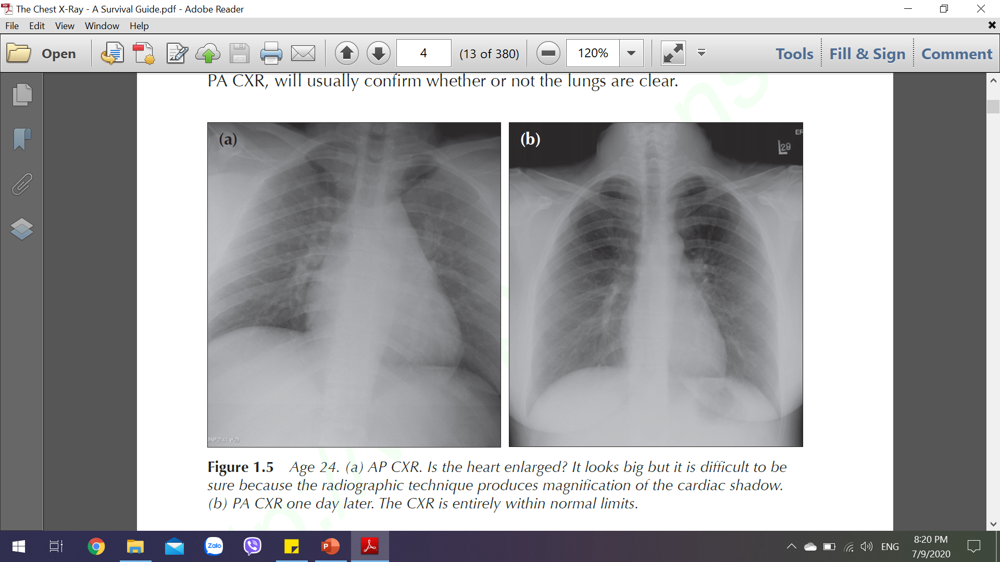 The Chest X-Ray - A Survival Guide.pdf - Adobe Reader
File Edit View Window Help
Open 4 (13 of 380) 120% Tools Fill & Sign Comment
PA CXR, will usually confirm whether or not the lungs are clear.
(a) (b) ER
L29
Figure 1.5 Age 24. (a) AP CXR. Is the heart enlarged? It looks big but it is difficult to be
sure because the radiographic technique produces magnification of the cardiac shadow.
(b) PA CXR one day later. The CXR is entirely within normal limits.
Zalo
P
ENG
8:20 PM
7/9/2020